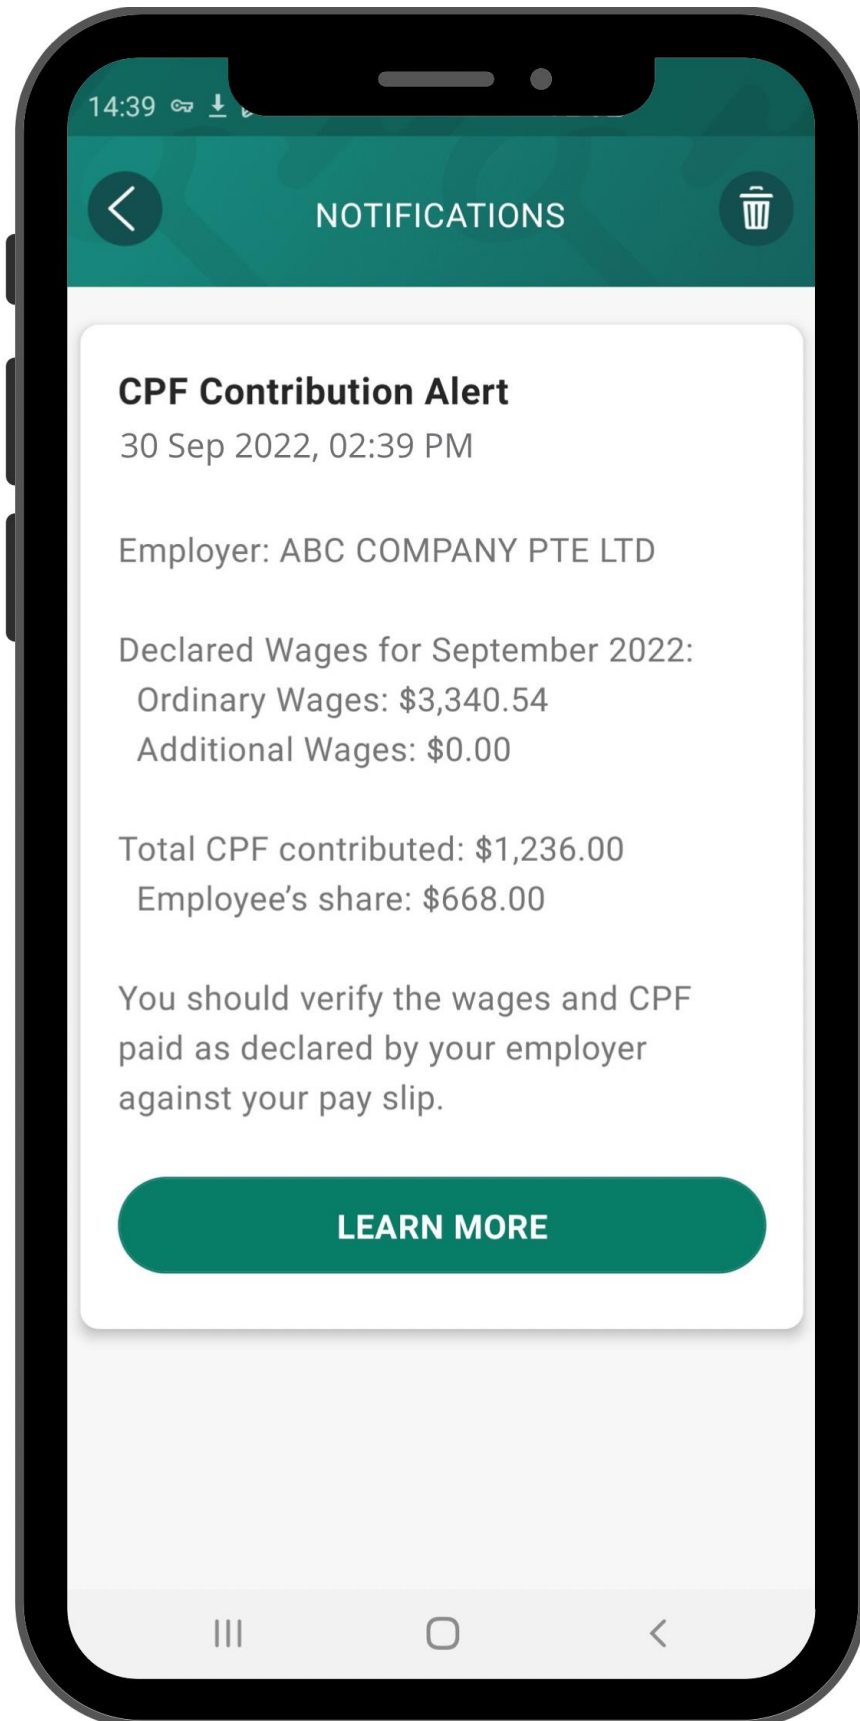 14:39
NOTIFICATIONS
CPF Contribution Alert
30 Sep 2022, 02:39 PM
Employer: ABC COMPANY PTE LTD
Declared Wages for September 2022:
Ordinary Wages: $3,340.54
Additional Wages: $0.00
Total CPF contributed: $1,236.00
Employee’s share: $668.00
You should verify the wages and CPF
paid as declared by your employer
against your pay slip.
LEARN MORE